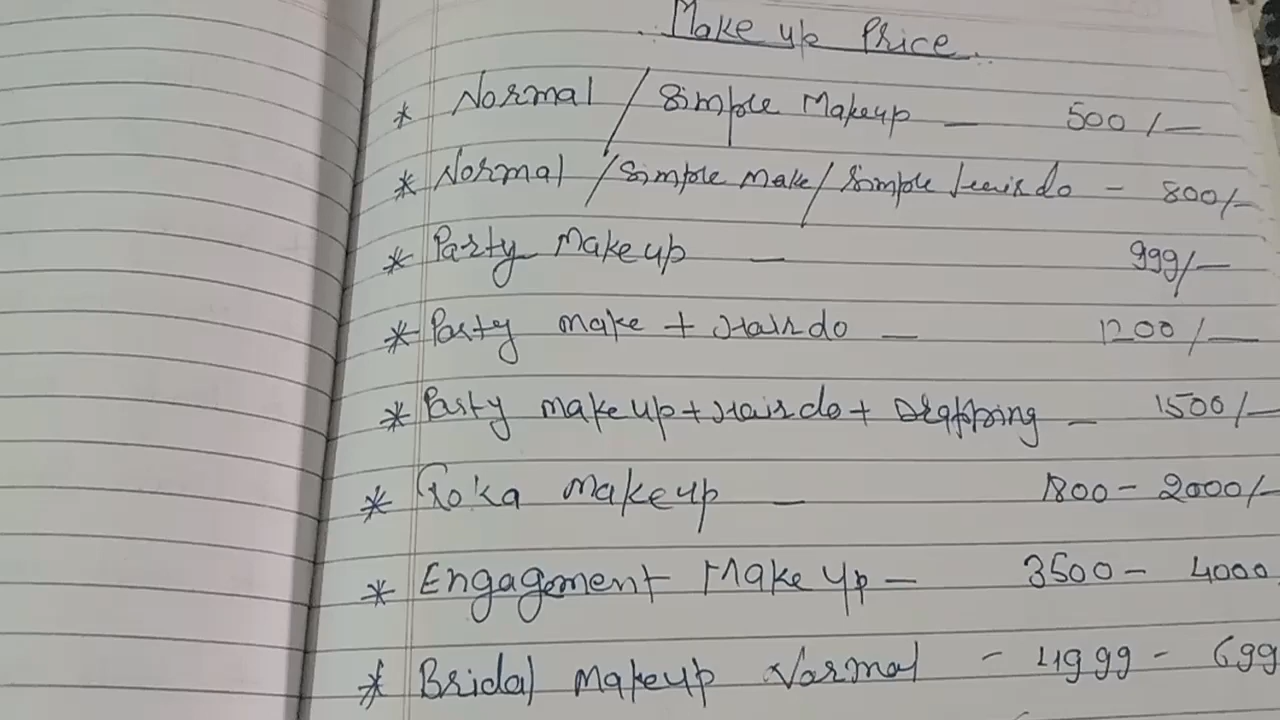 Make up Price
* Normal / Simple Makeup — 500/—
* Normal / Simple Make / Simple Hairdo - 800/-
* Party Makeup — 999/—
* Party make + Hairdo — 1200/—
* Party makeup + Hairdo + Drapping — 1500/—
* Roka Makeup — 1800 - 2000/-
* Engagement Make up — 3500 - 4000
* Bridal Makeup Normal - 4999 - 699